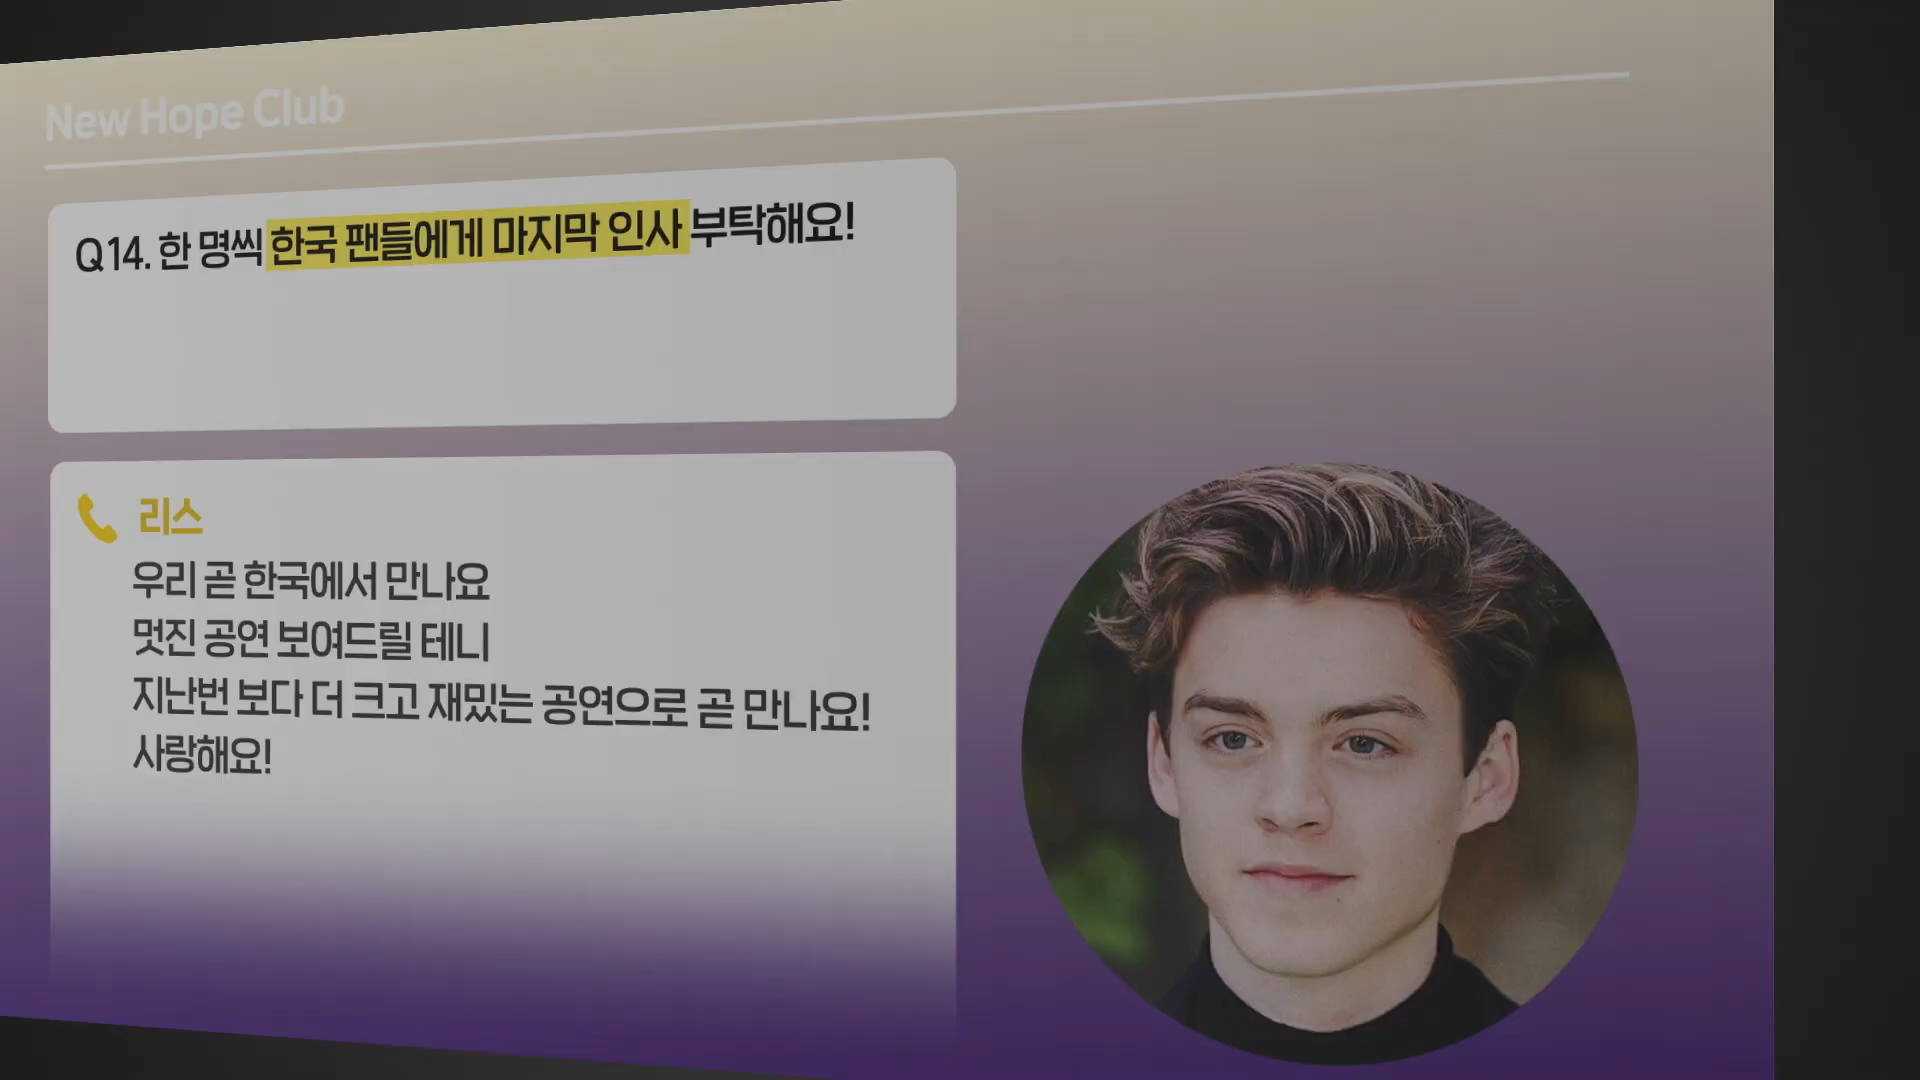 New Hope Club
Q14. 한 명씩 한국 팬들에게 마지막 인사 부탁해요!
리스
우리 곧 한국에서 만나요
멋진 공연 보여드릴 테니
지난번 보다 더 크고 재밌는 공연으로 곧 만나요!
사랑해요!